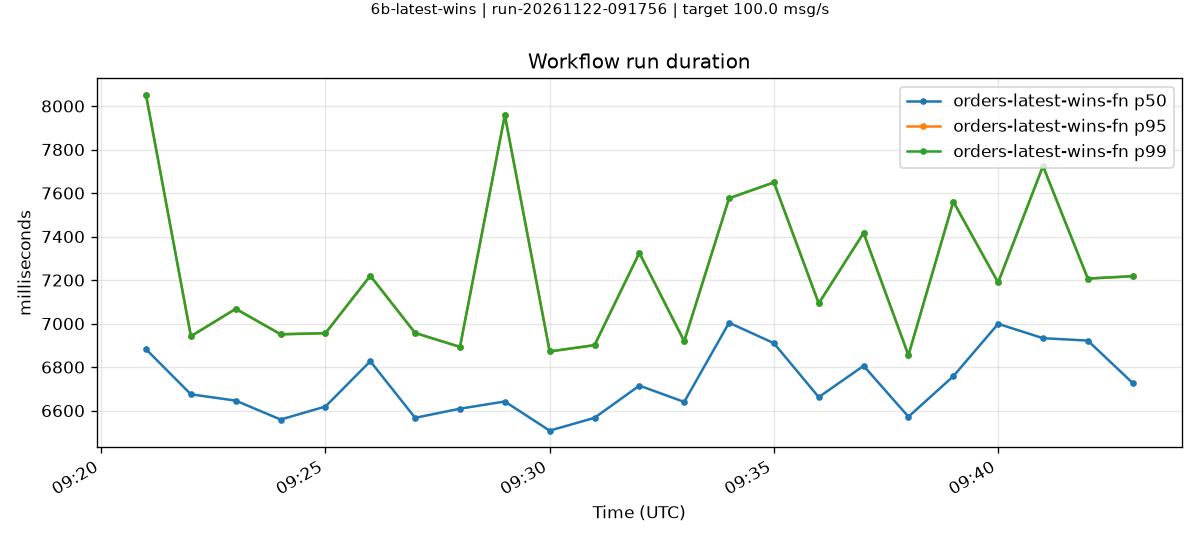 6b-latest-wins | run-20261122-091756 | target 100.0 msg/s
Workflow run duration
orders-latest-wins-fn p50
orders-latest-wins-fn p95
orders-latest-wins-fn p99
milliseconds
8000
7800
7600
7400
7200
7000
6800
6600
09:20
09:25
09:30
09:35
09:40
Time (UTC)